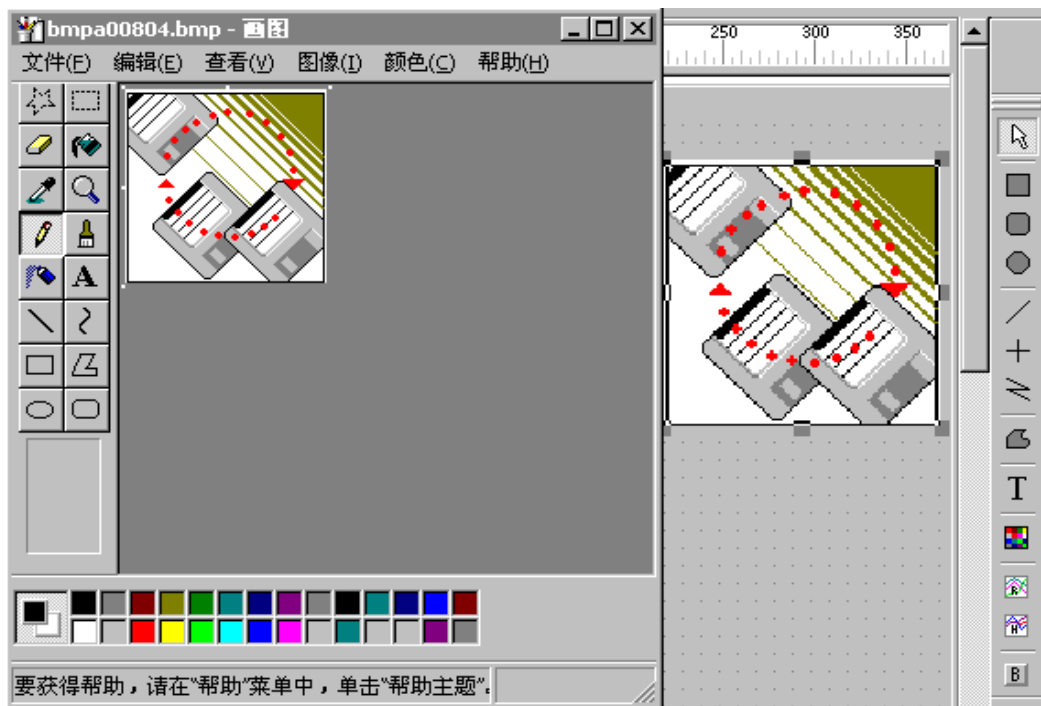 bmpa00804.bmp - 画图
文件(F) 编辑(E) 查看(V) 图像(I) 颜色(C) 帮助(H)
250 300 350
A
T
R
H
B
要获得帮助，请在“帮助”菜单中，单击“帮助主题”。